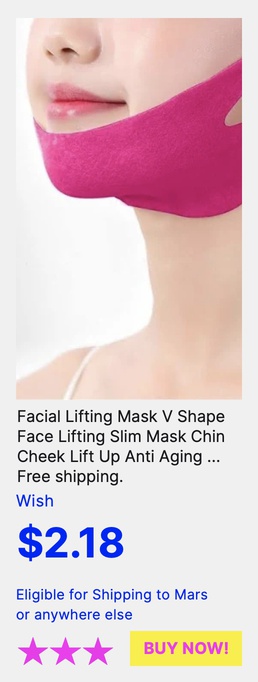 Facial Lifting Mask V Shape
Face Lifting Slim Mask Chin
Cheek Lift Up Anti Aging ...
Free shipping.
Wish
$2.18
Eligible for Shipping to Mars
or anywhere else
BUY NOW!